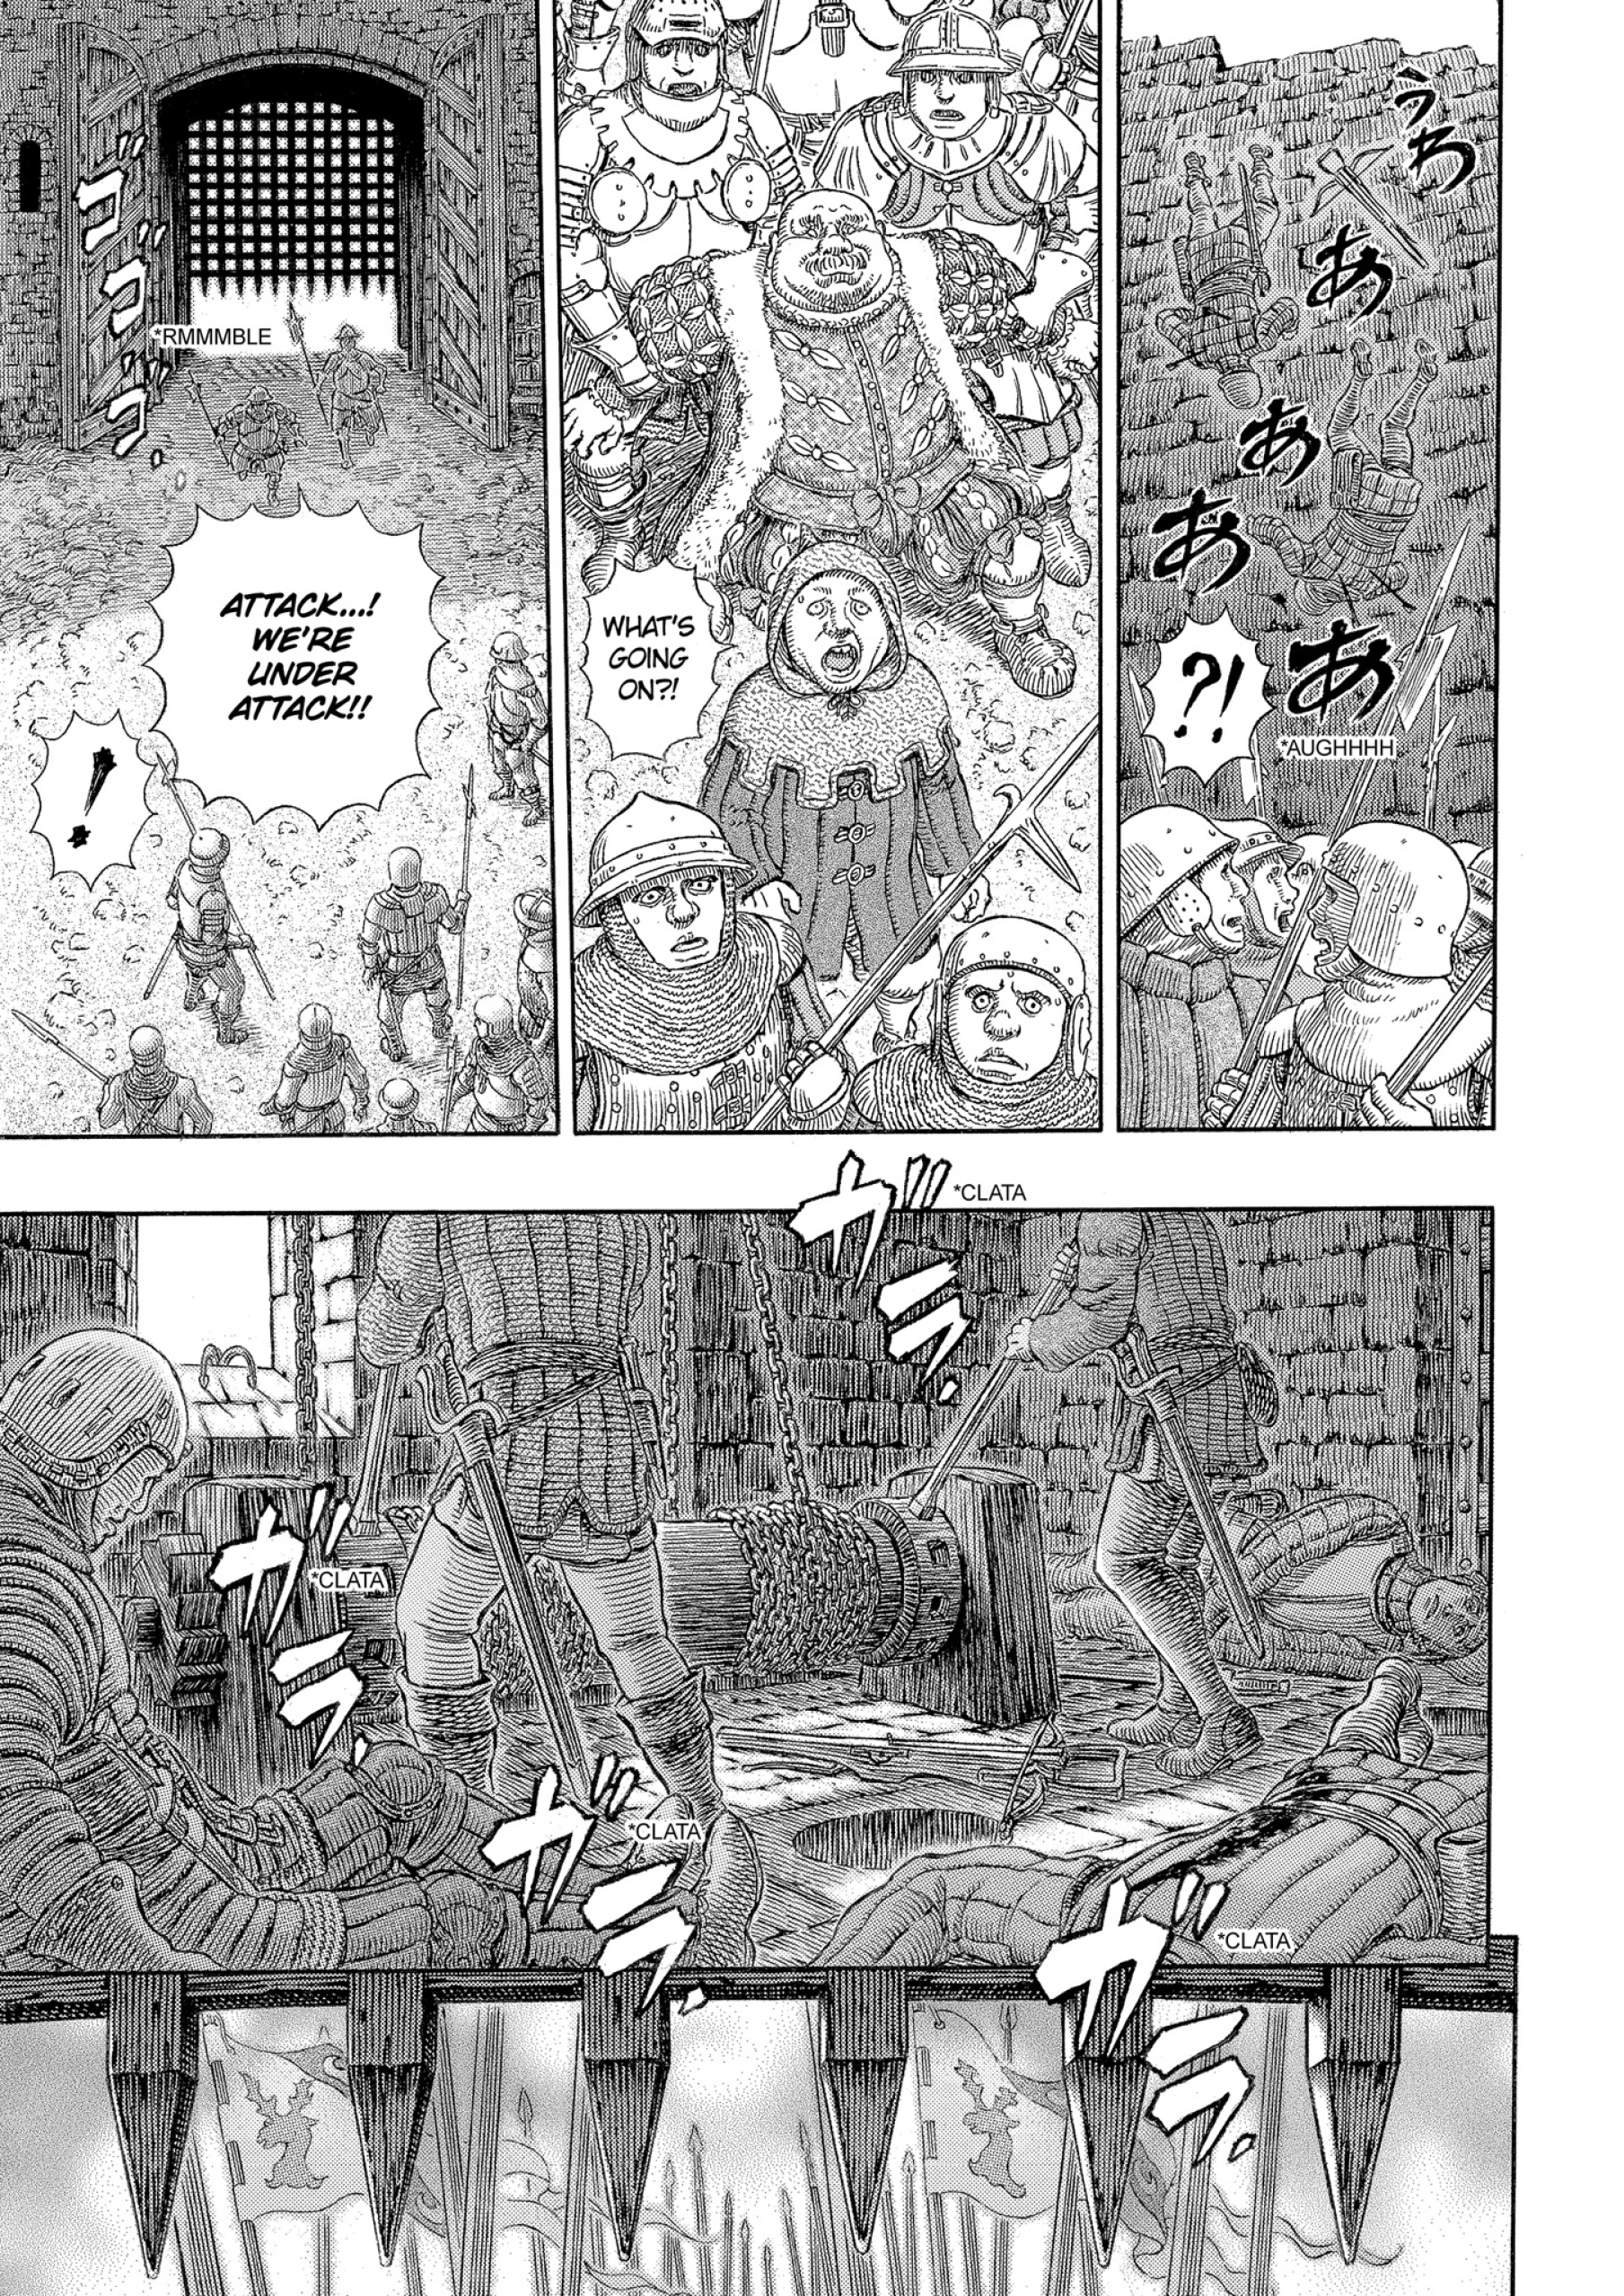 うわ
あ
あ
あ
あ
?!
*AUGHHHH
WHAT'S
GOING
ON?!
ゴゴゴ
*RMMMBLE
ATTACK...!
WE'RE
UNDER
ATTACK!!
!
ガラ
*CLATA
ガラ
*CLATA
ガラ
*CLATA
ガラ
*CLATA